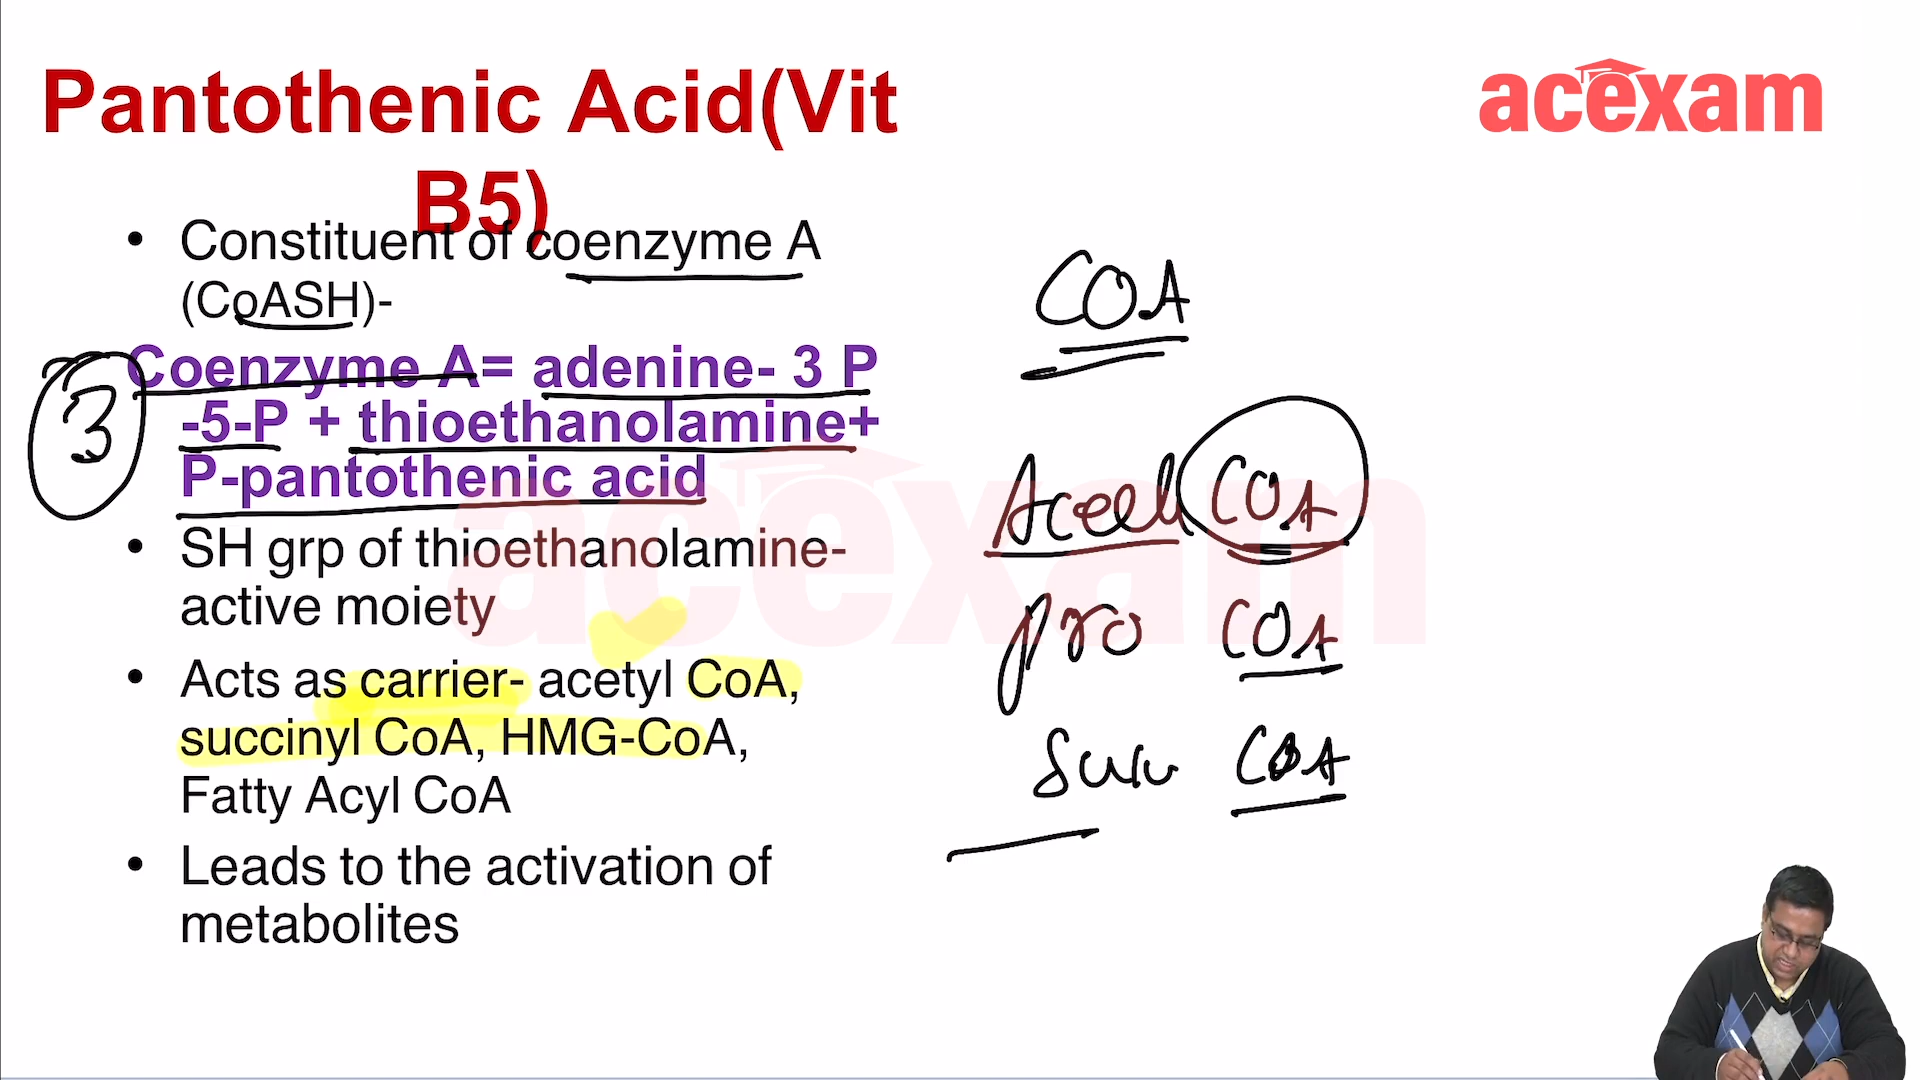 Pantothenic Acid(Vit
B5)
acexam
• Constituent of coenzyme A
(CoASH)-
Coenzyme A= adenine- 3 P
-5-P + thioethanolamine+
P-pantothenic acid
3
• SH grp of thioethanolamine-
active moiety
• Acts as carrier- acetyl CoA,
succinyl CoA, HMG-CoA,
Fatty Acyl CoA
• Leads to the activation of
metabolites
COA
COA
pro COA
COA
acexam